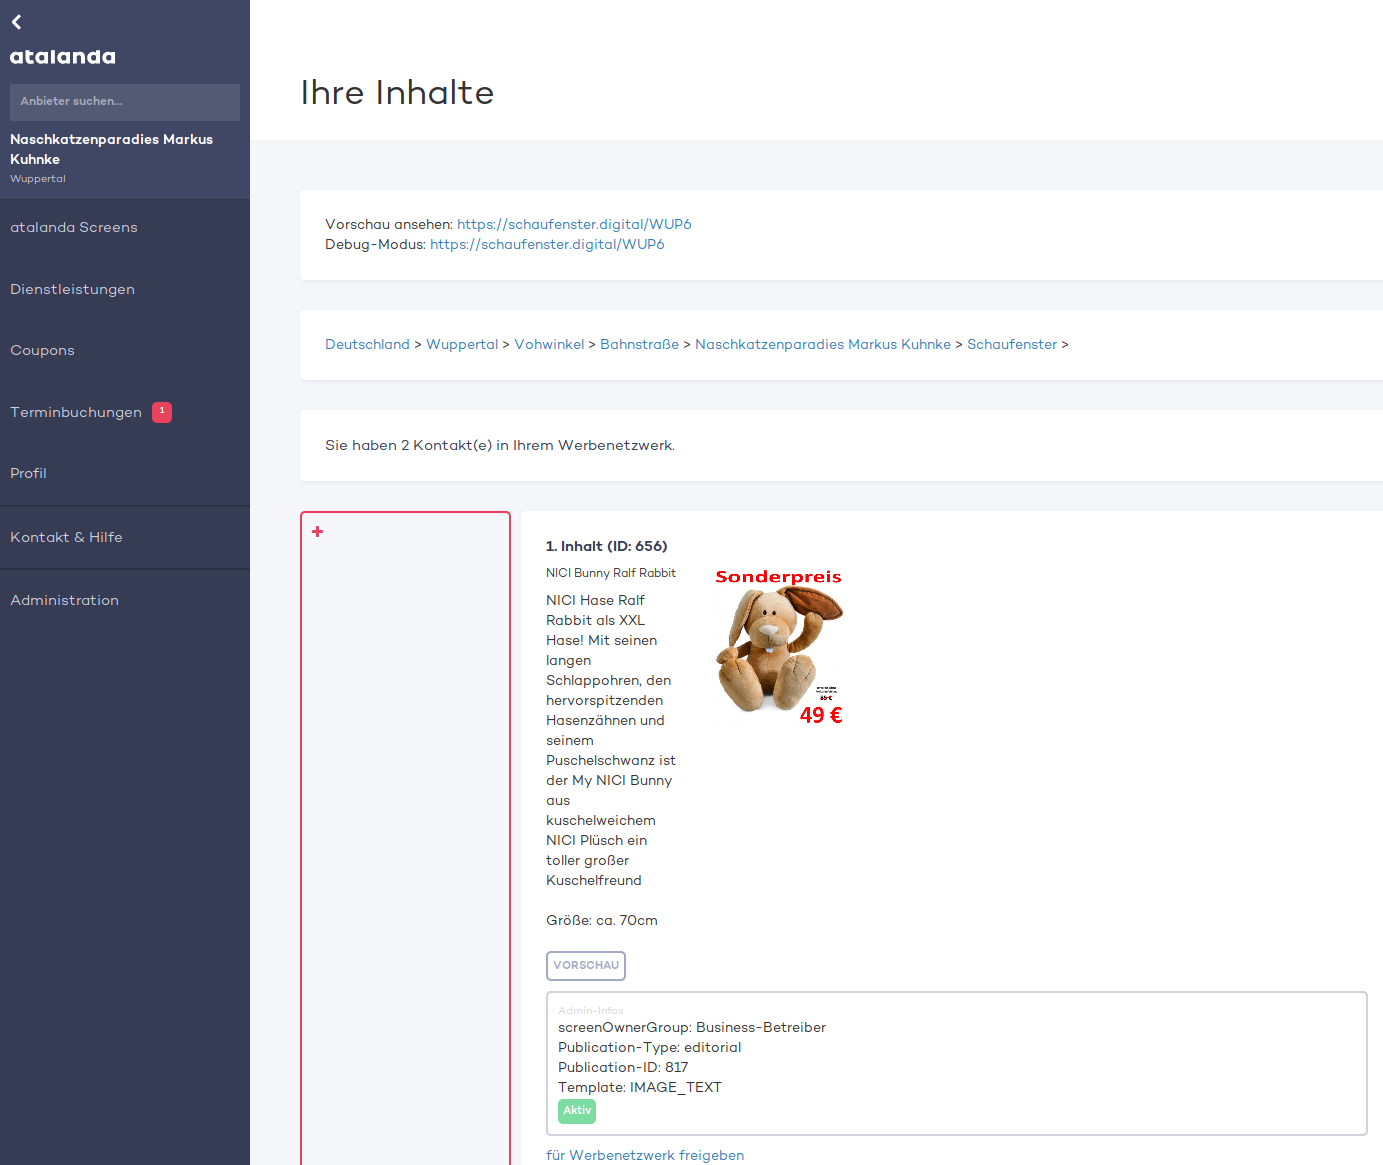 atalanda
Anbieter suchen...
Naschkatzenparadies Markus
Kuhnke
Wuppertal
atalanda Screens
Dienstleistungen
Coupons
Terminbuchungen 1
Profil
Kontakt & Hilfe
Administration
Ihre Inhalte
Vorschau ansehen: https://schaufenster.digital/WUP6
Debug-Modus: https://schaufenster.digital/WUP6
Deutschland > Wuppertal > Vohwinkel > Bahnstraße > Naschkatzenparadies Markus Kuhnke > Schaufenster >
Sie haben 2 Kontakt(e) in Ihrem Werbenetzwerk.
+
1. Inhalt (ID: 656)
NICI Bunny Ralf Rabbit
NICI Hase Ralf
Rabbit als XXL
Hase! Mit seinen
langen
Schlappohren, den
hervorspitzenden
Hasenzähnen und
seinem
Puschelschwanz ist
der My NICI Bunny
aus
kuschelweichem
NICI Plüsch ein
toller großer
Kuschelfreund
Größe: ca. 70cm
Sonderpreis
49 €
VORSCHAU
Admin-Infos
screenOwnerGroup: Business-Betreiber
Publication-Type: editorial
Publication-ID: 817
Template: IMAGE_TEXT
Aktiv
für Werbenetzwerk freigeben